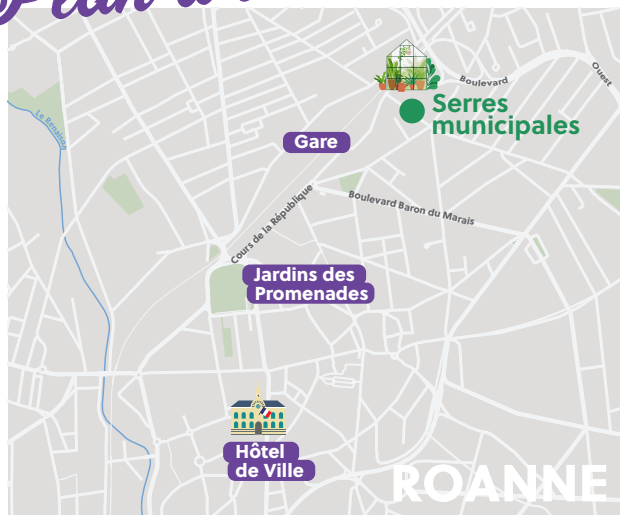 Plan d'
Boulevard
Ouest
Serres
municipales
Le Renaison
Gare
Boulevard Baron du Marais
Cours de la République
Jardins des
Promenades
Hôtel
de Ville
ROANNE